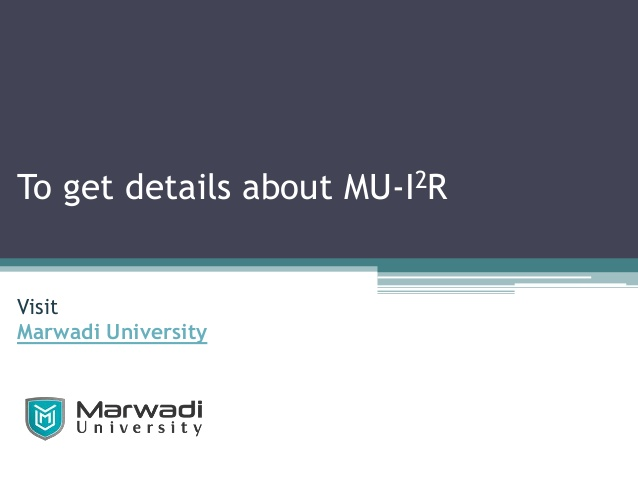 To get details about MU-I²R
Visit
Marwadi University
Marwadi
University